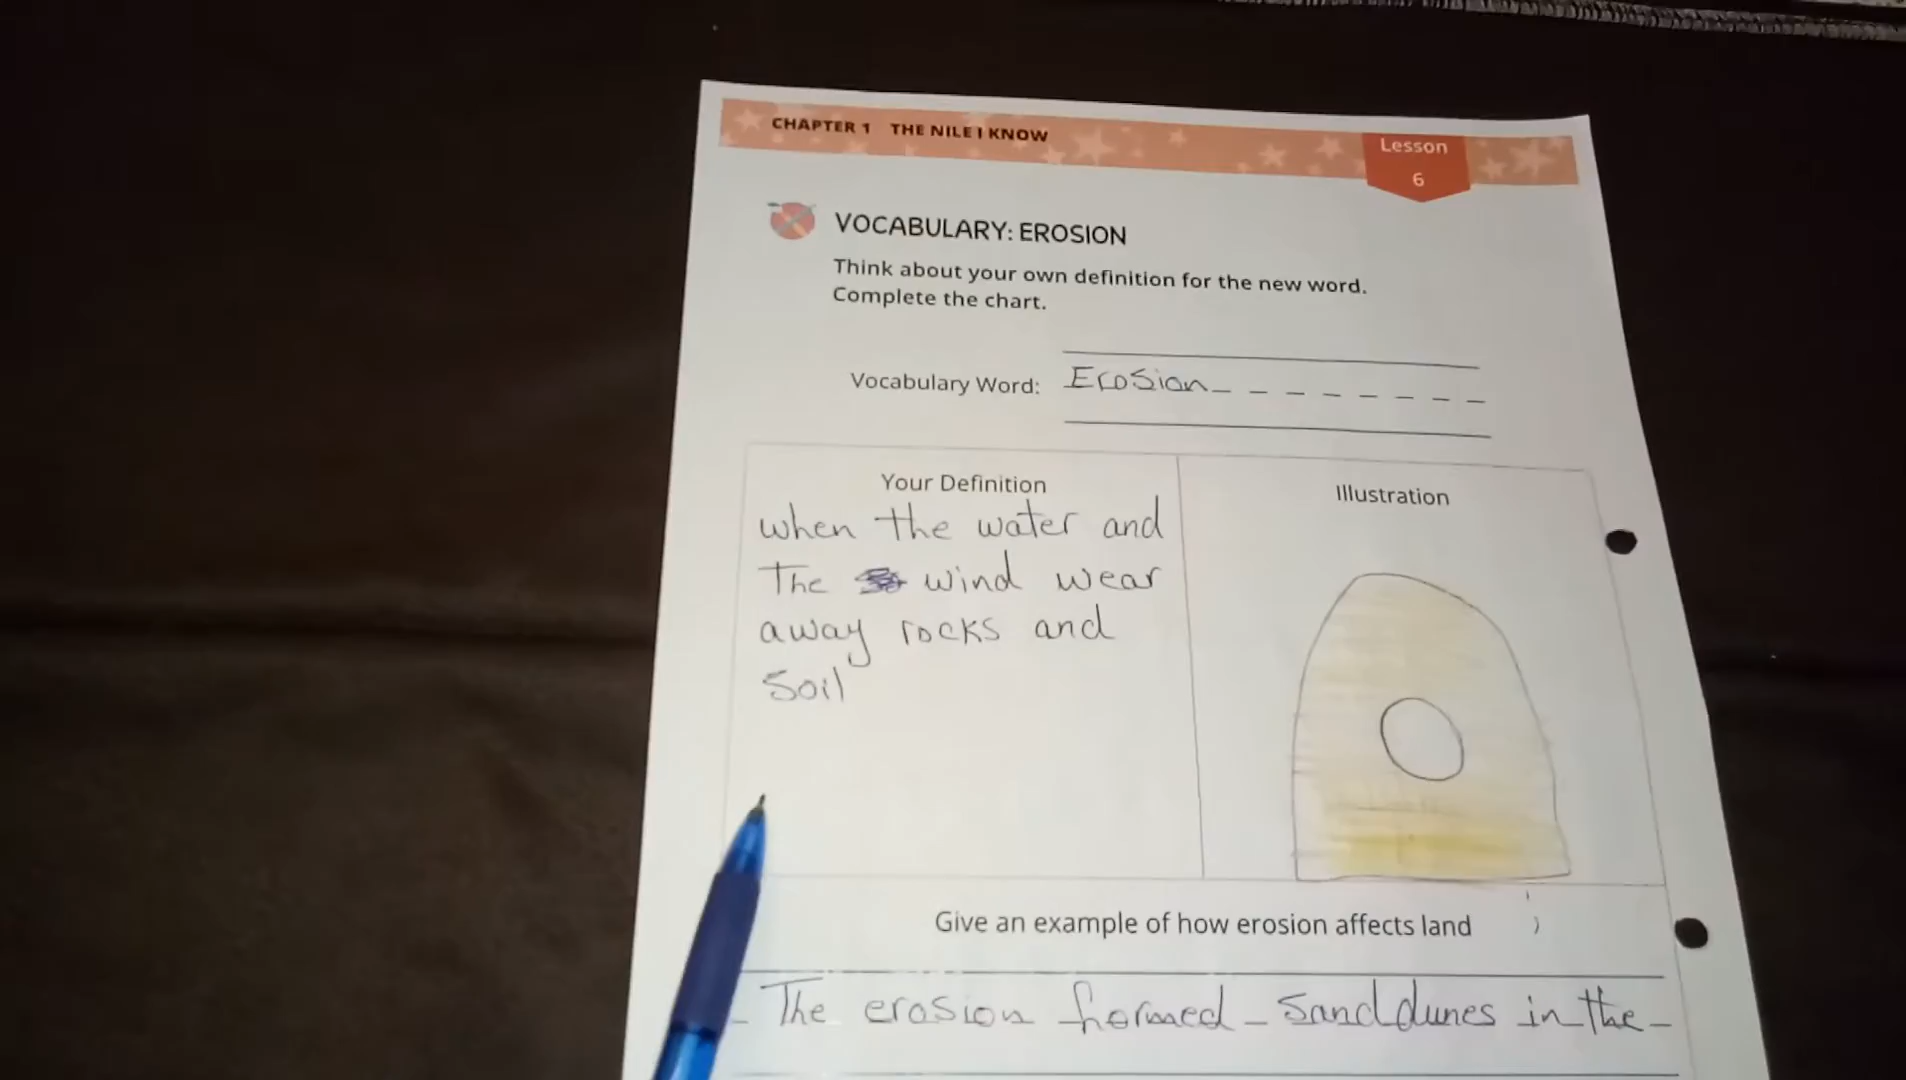 CHAPTER 1 THE NILE I KNOW
Lesson
6
VOCABULARY: EROSION
Think about your own definition for the new word.
Complete the chart.
Vocabulary Word: Erosion
Your Definition
when the water and
The wind wear
away rocks and
Soil
Illustration
Give an example of how erosion affects land
The erosion formed sand dunes in the